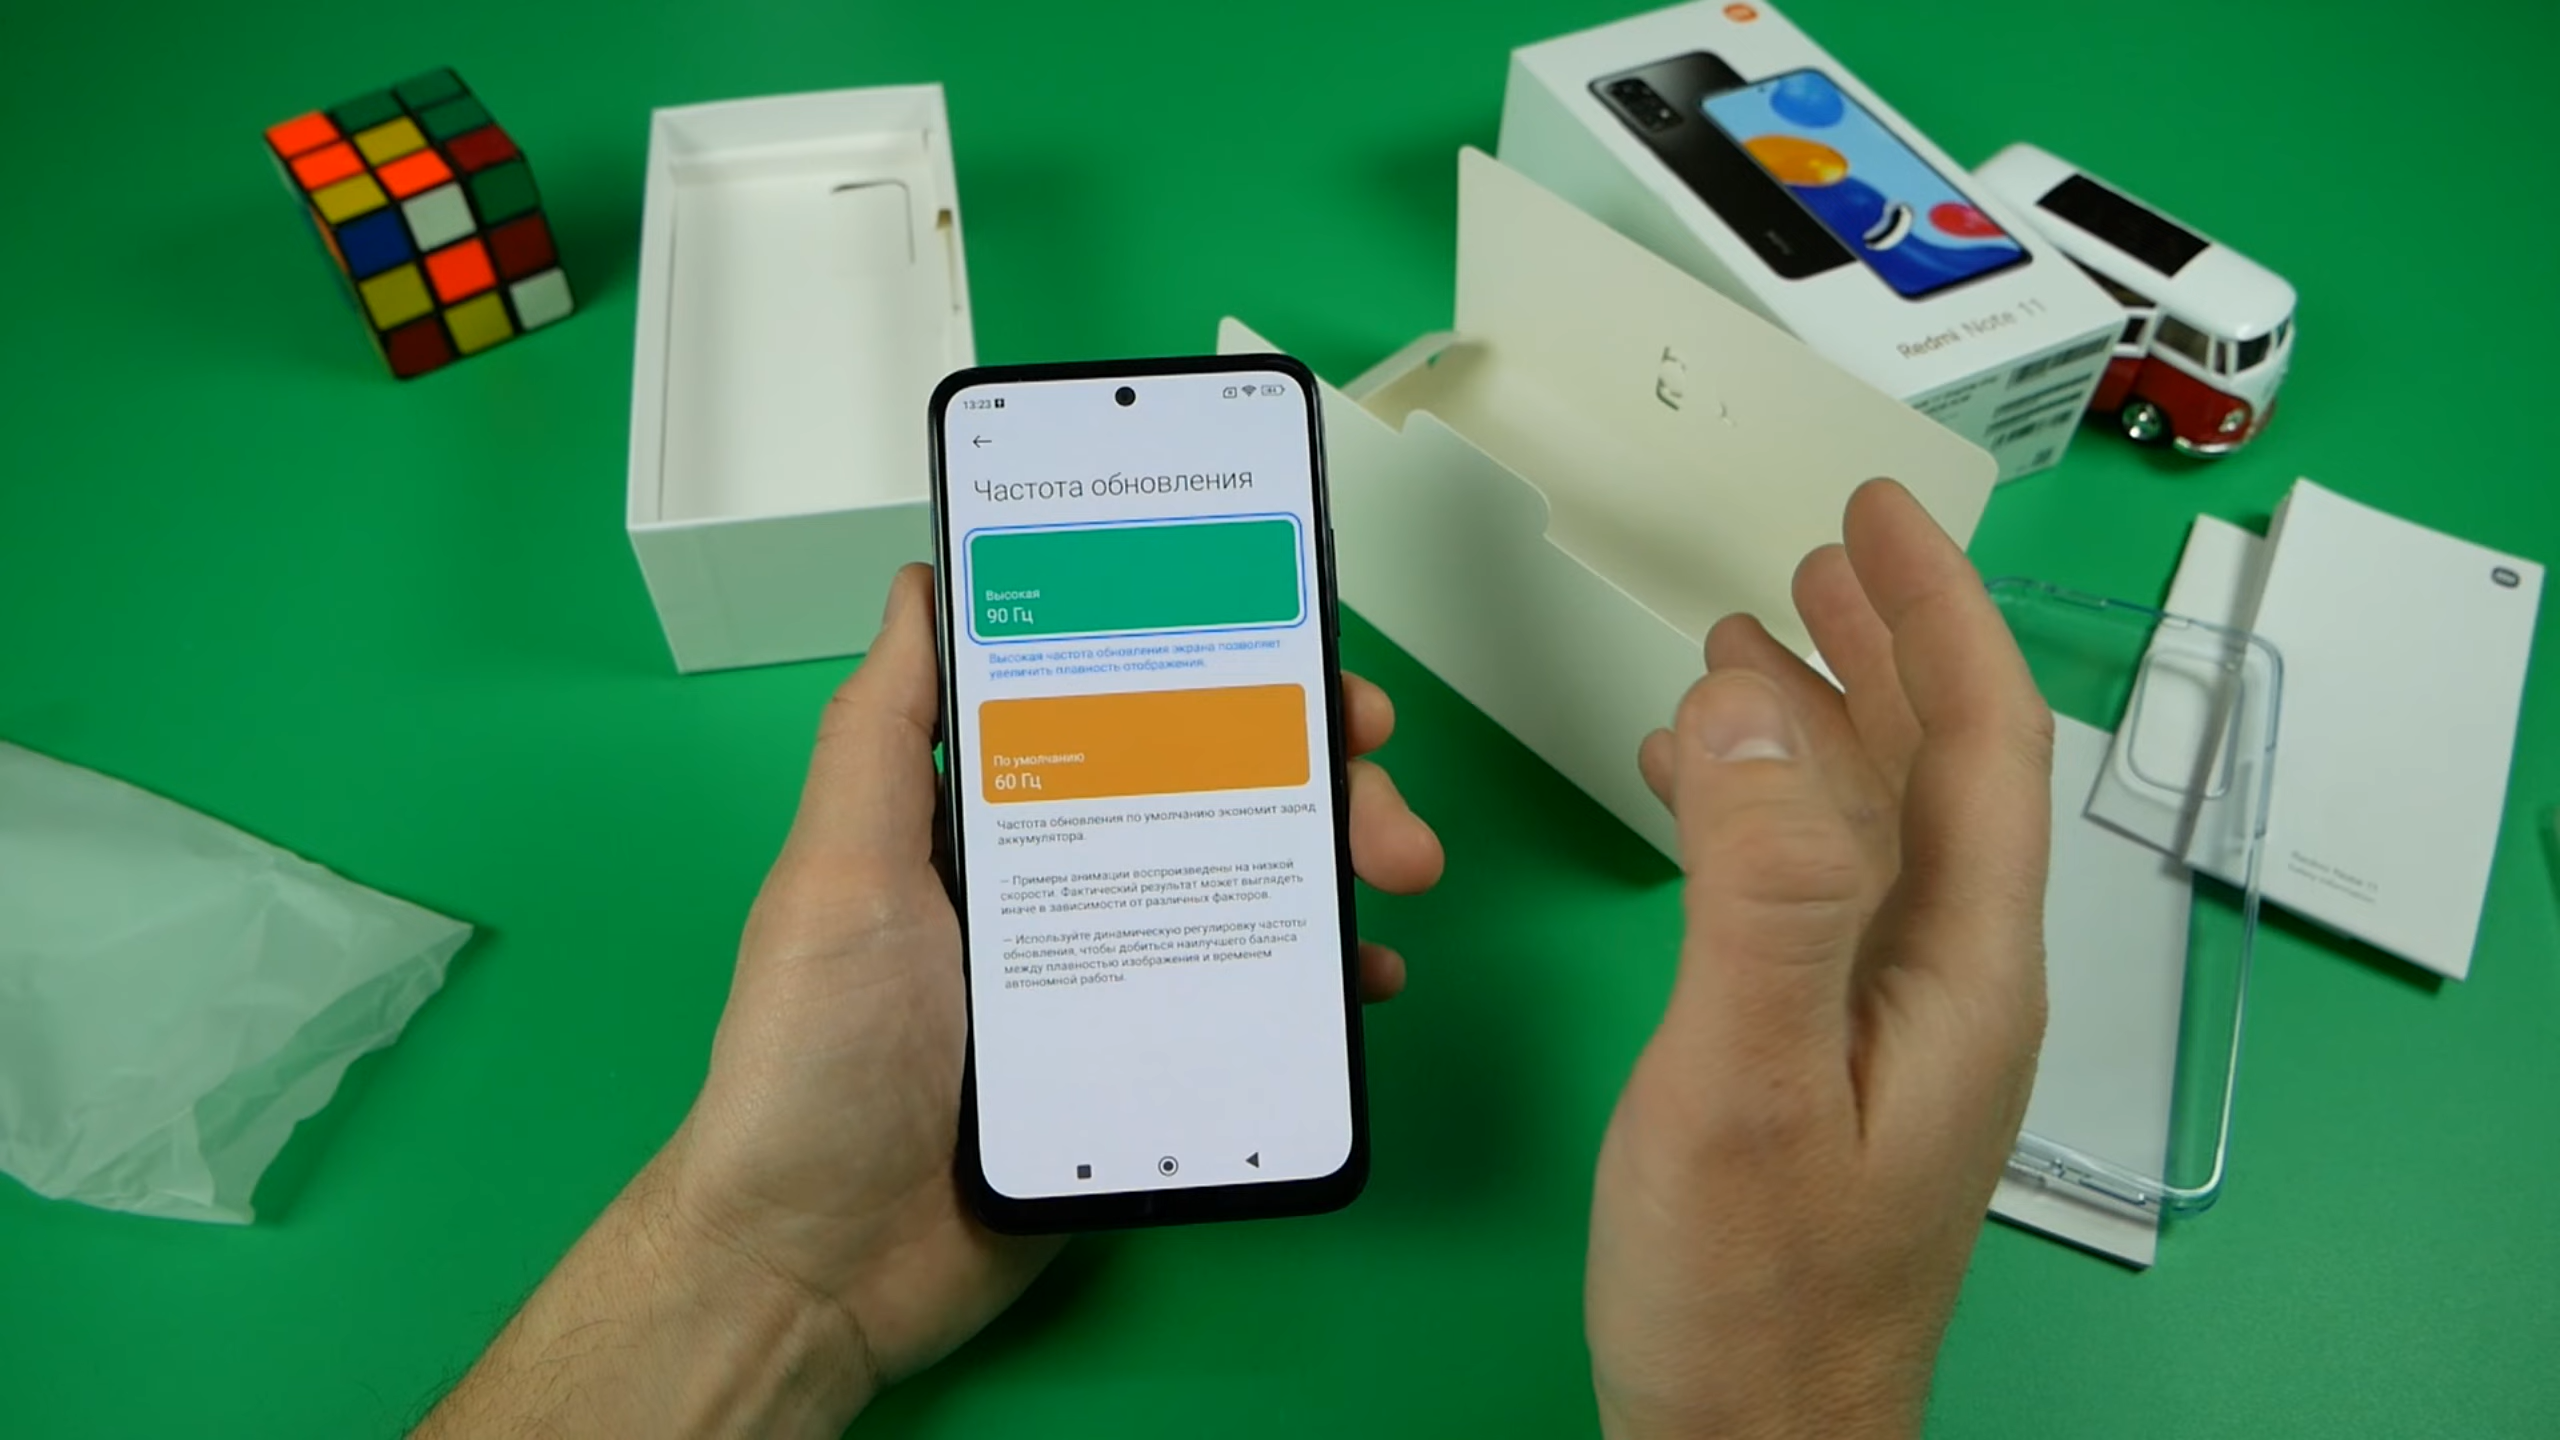 Redmi Note 11
13:23
Частота обновления
Высокая
90 Гц
Высокая частота обновления экрана позволяет
увеличить плавность отображения.
По умолчанию
60 Гц
Частота обновления по умолчанию экономит заряд
аккумулятора.
— Примеры анимации воспроизведены на низкой
скорости. Фактический результат может выглядеть
иначе в зависимости от различных факторов.
— Используйте динамическую регулировку частоты
обновления, чтобы добиться наилучшего баланса
между плавностью изображения и временем
автономной работы.